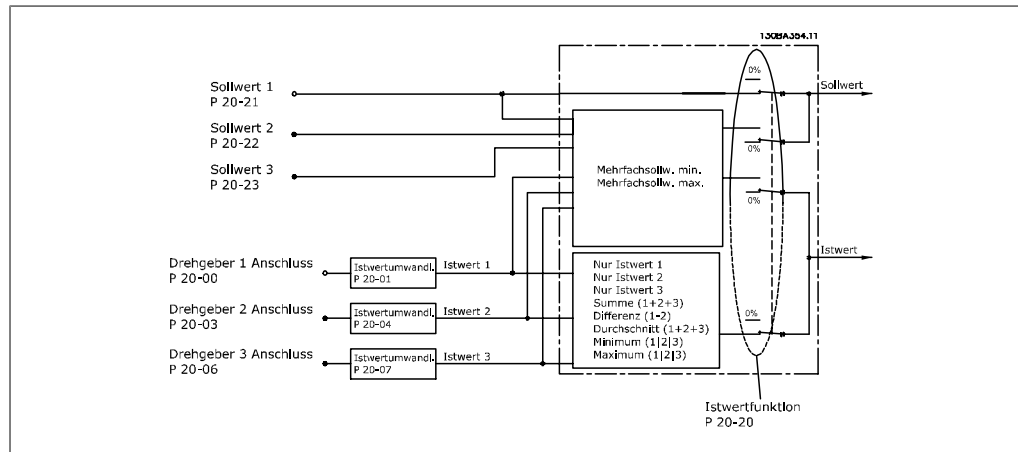 130BA354.11
Sollwert 1
P 20-21
Sollwert 2
P 20-22
Sollwert 3
P 20-23
0%
Sollwert
0%
Mehrfachsollw. min.
Mehrfachsollw. max.
0%
Istwert
Drehgeber 1 Anschluss
P 20-00
Istwertumwandl.
P 20-01
Istwert 1
Drehgeber 2 Anschluss
P 20-03
Istwertumwandl.
P 20-04
Istwert 2
Drehgeber 3 Anschluss
P 20-06
Istwertumwandl.
P 20-07
Istwert 3
Nur Istwert 1
Nur Istwert 2
Nur Istwert 3
Summe (1+2+3)
Differenz (1-2)
Durchschnitt (1+2+3)
Minimum (1|2|3)
Maximum (1|2|3)
0%
Istwertfunktion
P 20-20